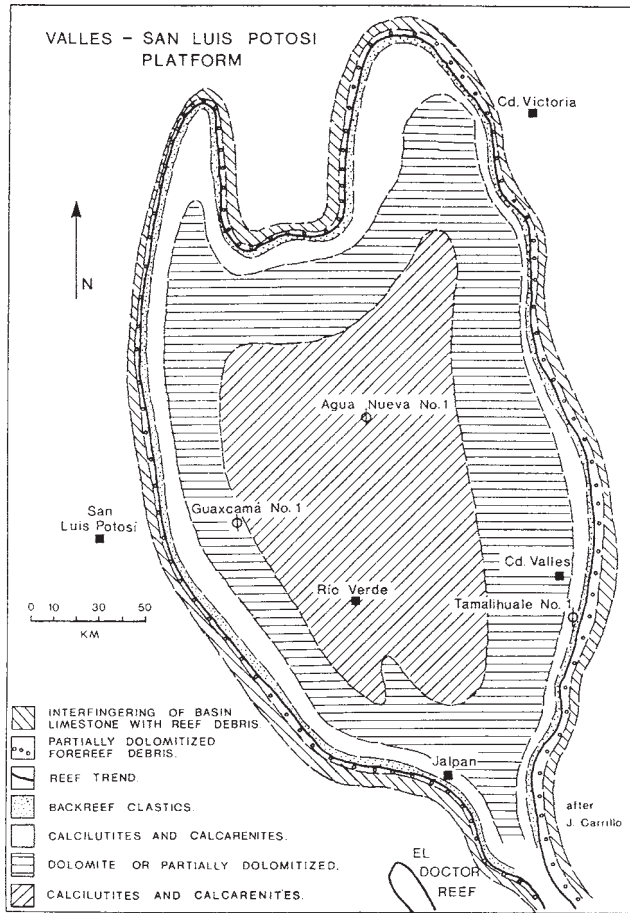 VALLES – SAN LUIS POTOSI
PLATFORM
Cd. Victoria
N
Agua Nueva No. 1
Guaxcamá No. 1
San
Luis Potosí
Cd. Valles
Río Verde
Tamalihuale No. 1
0 10 30 50
KM
INTERFINGERING OF BASIN
LIMESTONE WITH REEF DEBRIS.
PARTIALLY DOLOMITIZED
FOREREEF DEBRIS.
REEF TREND.
BACKREEF CLASTICS.
CALCILUTITES AND CALCARENITES.
DOLOMITE OR PARTIALLY DOLOMITIZED.
CALCILUTITES AND CALCARENITES.
Jalpan
after
J. Carrillo
EL
DOCTOR
REEF